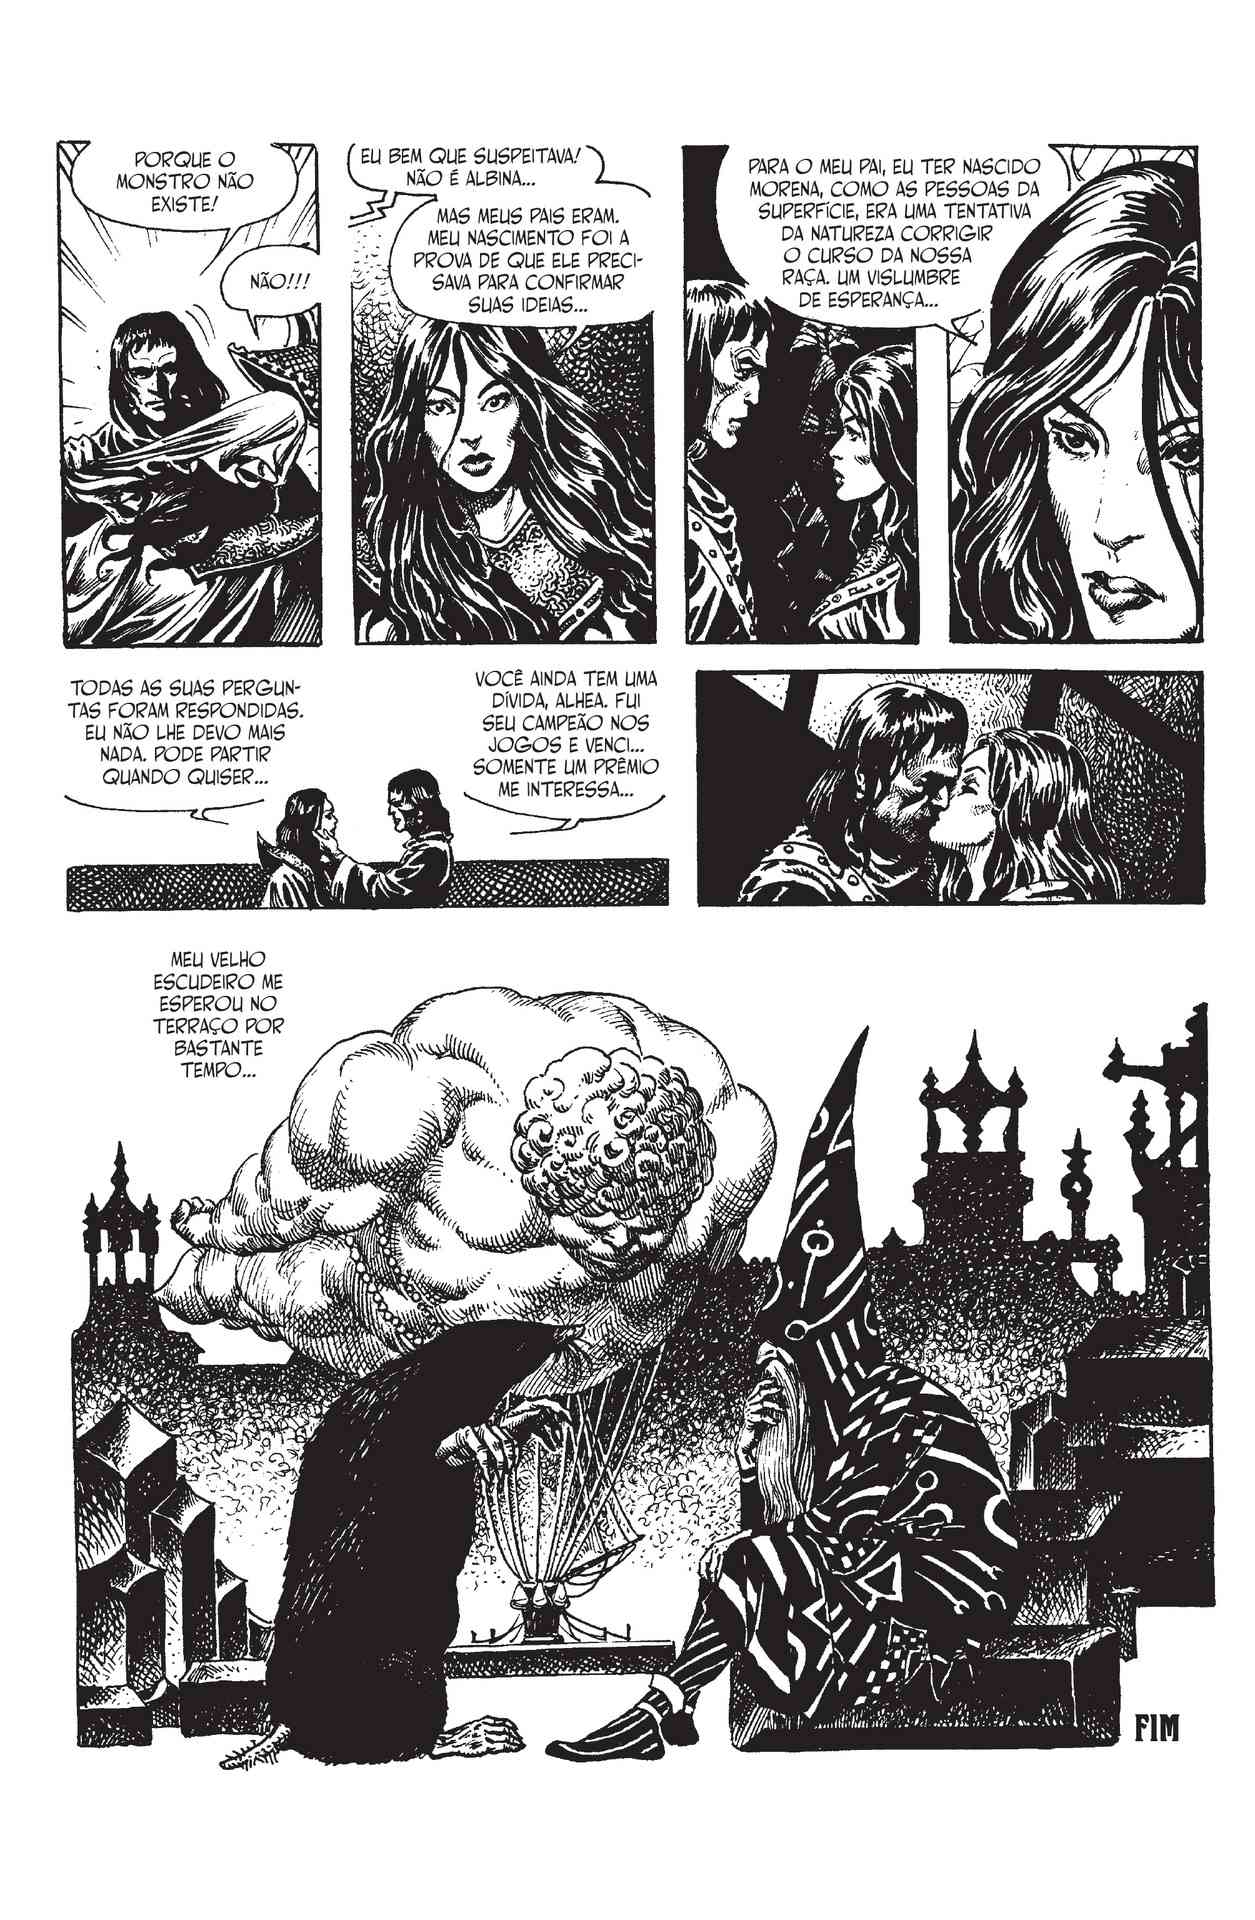 PORQUE O
MONSTRO NÃO
EXISTE!
NÃO!!!
EU BEM QUE SUSPEITAVA!
NÃO É ALBINA...
MAS MEUS PAIS ERAM.
MEU NASCIMENTO FOI A
PROVA DE QUE ELE PRECI-
SAVA PARA CONFIRMAR
SUAS IDEIAS...
PARA O MEU PAI, EU TER NASCIDO
MORENA, COMO AS PESSOAS DA
SUPERFÍCIE, ERA UMA TENTATIVA
DA NATUREZA CORRIGIR
O CURSO DA NOSSA
RAÇA. UM VISLUMBRE
DE ESPERANÇA...
TODAS AS SUAS PERGUN-
TAS FORAM RESPONDIDAS.
EU NÃO LHE DEVO MAIS
NADA. PODE PARTIR
QUANDO QUISER...
VOCÊ AINDA TEM UMA
DÍVIDA, ALHEA. FUI
SEU CAMPEÃO NOS
JOGOS E VENCI...
SOMENTE UM PRÊMIO
ME INTERESSA...
MEU VELHO
ESCUDEIRO ME
ESPEROU NO
TERRAÇO POR
BASTANTE
TEMPO...
FIM